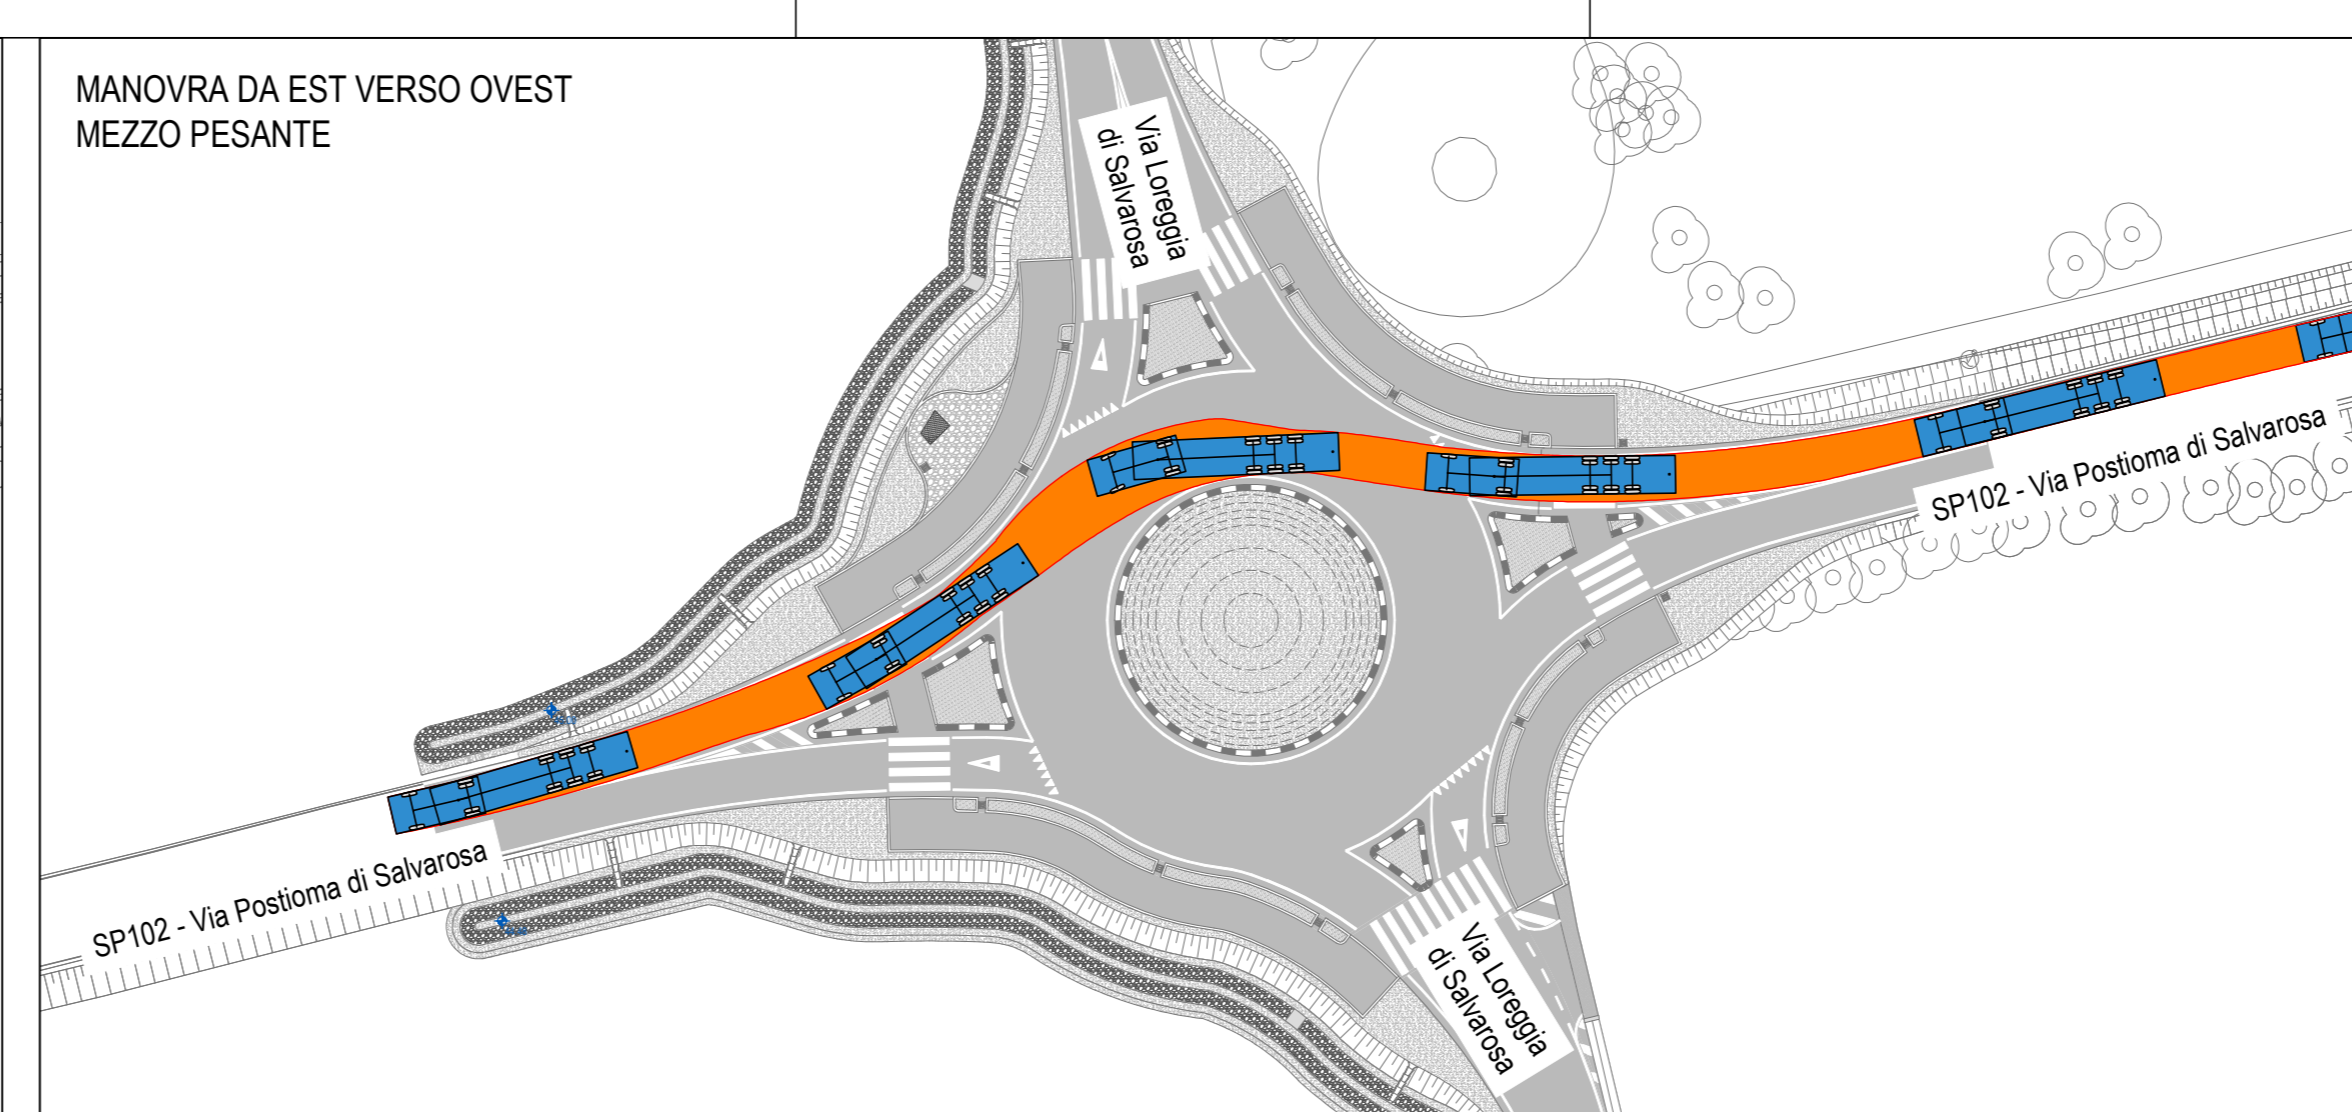 MANOVRA DA EST VERSO OVEST
MEZZO PESANTE
Via Loreggia
di Salvarosa
SP102 - Via Postioma di Salvarosa
SP102 - Via Postioma di Salvarosa
Via Loreggia
di Salvarosa